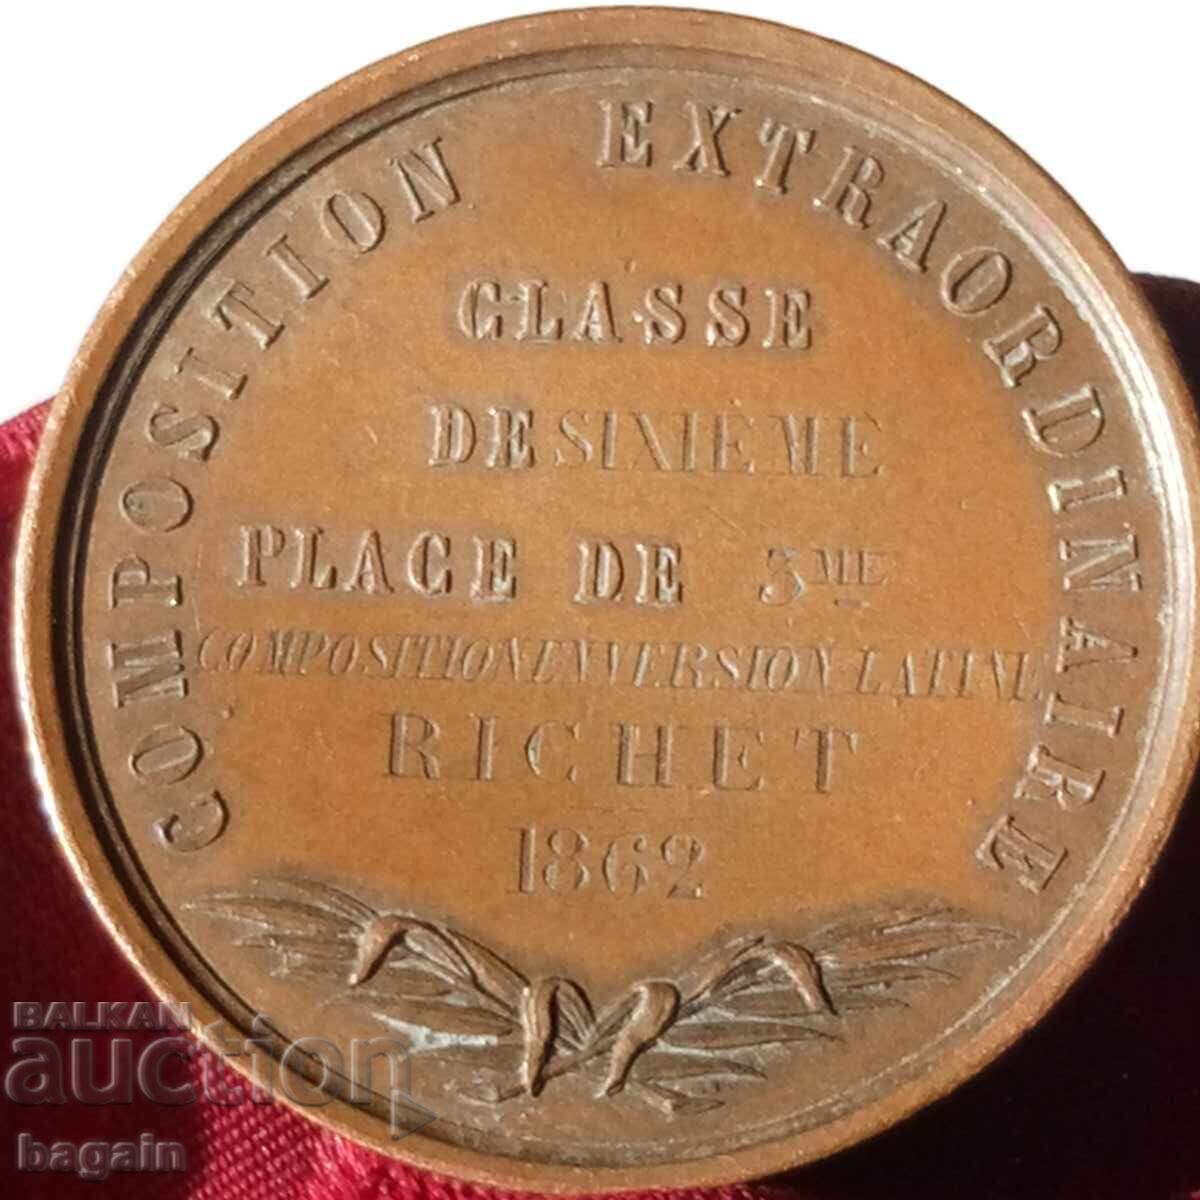 COMPOSITION EXTRAORDINAIRE
CLASSE
DE SIXIEME
PLACE DE 3ME
COMPOSITION EN VERSION LATINE
RICHET
1862
BALKAN
auction
bagain